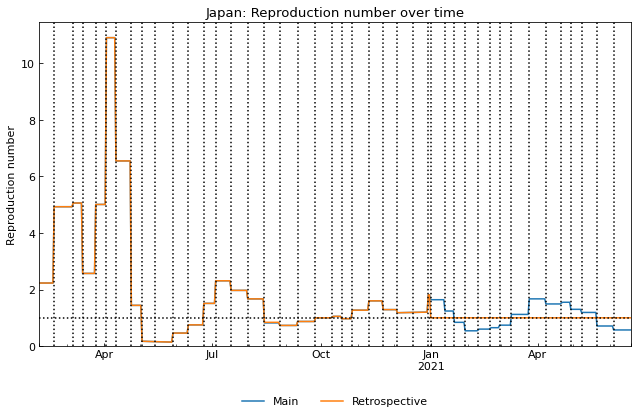 Japan: Reproduction number over time
Reproduction number
10
8
6
4
2
0
Apr
Jul
Oct
Jan
2021
Apr
Main
Retrospective